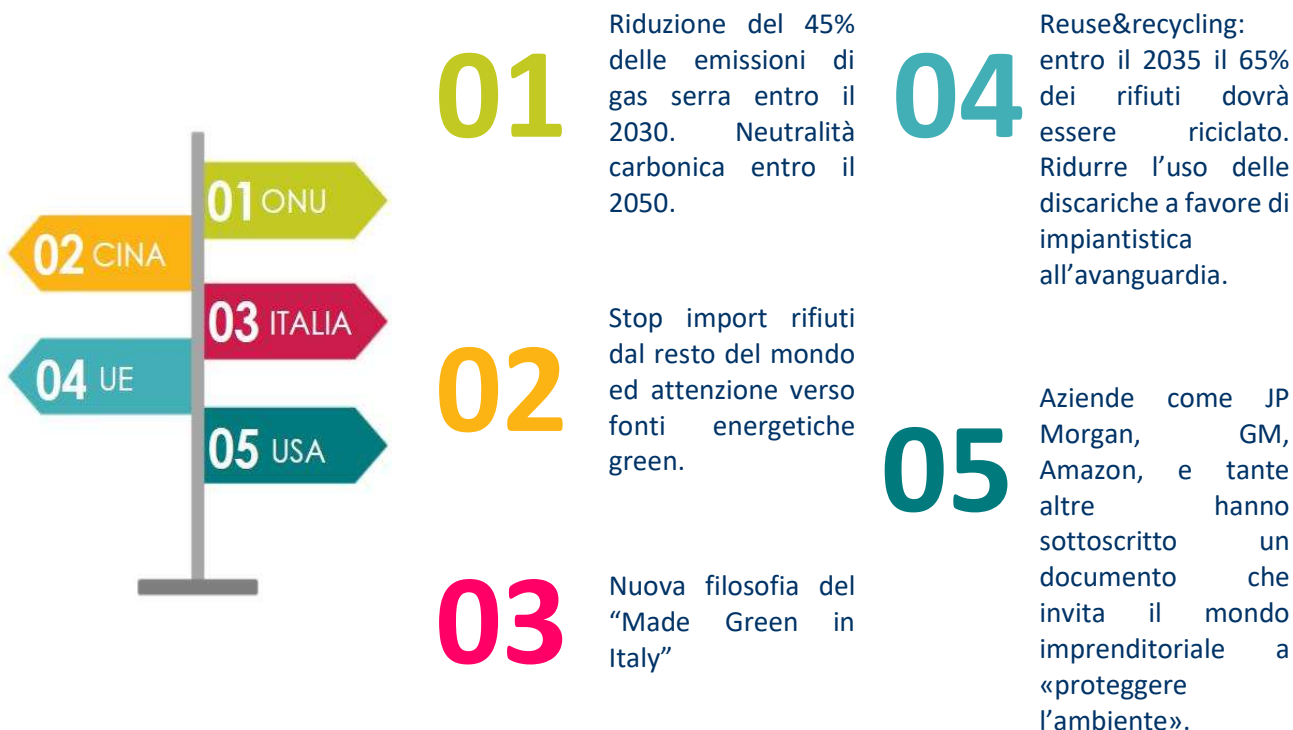 01 ONU
02 CINA
03 ITALIA
04 UE
05 USA
01
Riduzione del 45%
delle emissioni di
gas serra entro il
2030. Neutralità
carbonica entro il
2050.
02
Stop import rifiuti
dal resto del mondo
ed attenzione verso
fonti energetiche
green.
03
Nuova filosofia del
“Made Green in
Italy”
04
Reuse&recycling:
entro il 2035 il 65%
dei rifiuti dovrà
essere riciclato.
Ridurre l’uso delle
discariche a favore di
impiantistica
all’avanguardia.
05
Aziende come JP
Morgan, GM,
Amazon, e tante
altre hanno
sottoscritto un
documento che
invita il mondo
imprenditoriale a
«proteggere
l’ambiente».